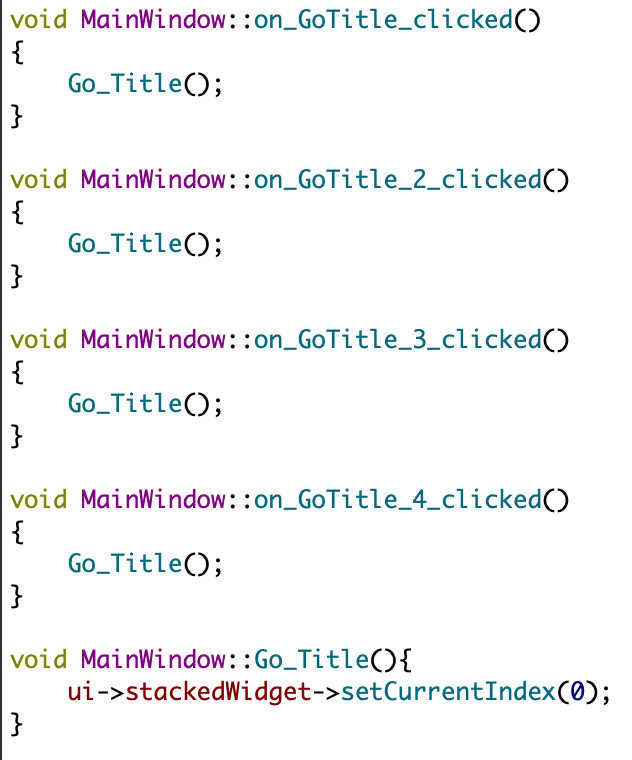 void MainWindow::on_GoTitle_clicked()
{
    Go_Title();
}

void MainWindow::on_GoTitle_2_clicked()
{
    Go_Title();
}

void MainWindow::on_GoTitle_3_clicked()
{
    Go_Title();
}

void MainWindow::on_GoTitle_4_clicked()
{
    Go_Title();
}

void MainWindow::Go_Title(){
    ui->stackedWidget->setCurrentIndex(0);
}